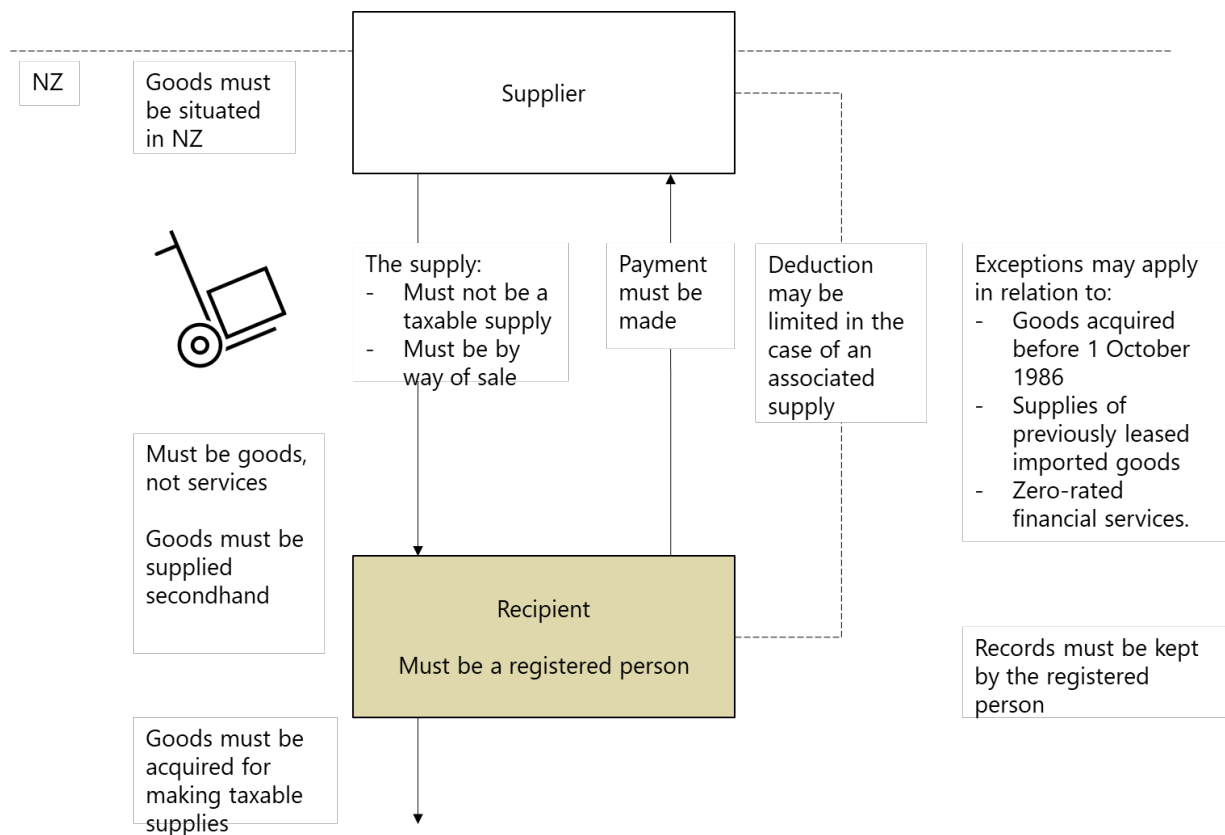 Supplier
NZ
Goods must
be situated
in NZ
The supply:
- Must not be a
taxable supply
- Must be by
way of sale
Payment
must be
made
Deduction
may be
limited in the
case of an
associated
supply
Exceptions may apply
in relation to:
- Goods acquired
before 1 October
1986
- Supplies of
previously leased
imported goods
- Zero-rated
financial services.
Must be goods,
not services
Goods must be
supplied
secondhand
Recipient
Must be a registered person
Records must be kept
by the registered
person
Goods must be
acquired for
making taxable
supplies